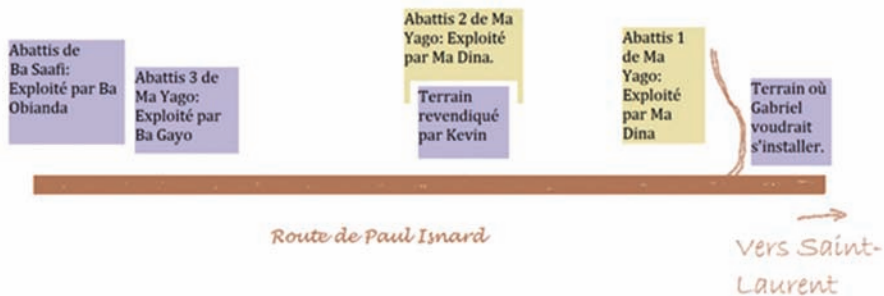 Abattis de
Ba Saafi:
Exploité par Ba
Obianda
Abattis 3 de
Ma Yago:
Exploité par
Ba Gayo
Abattis 2 de Ma
Yago: Exploité
par Ma Dina.
Terrain
revendiqué
par Kevin
Abattis 1
de Ma
Yago:
Exploité
par Ma
Dina
Terrain où
Gabriel
voudrait
s'installer.
Route de Paul Isnard
Vers Saint-
Laurent